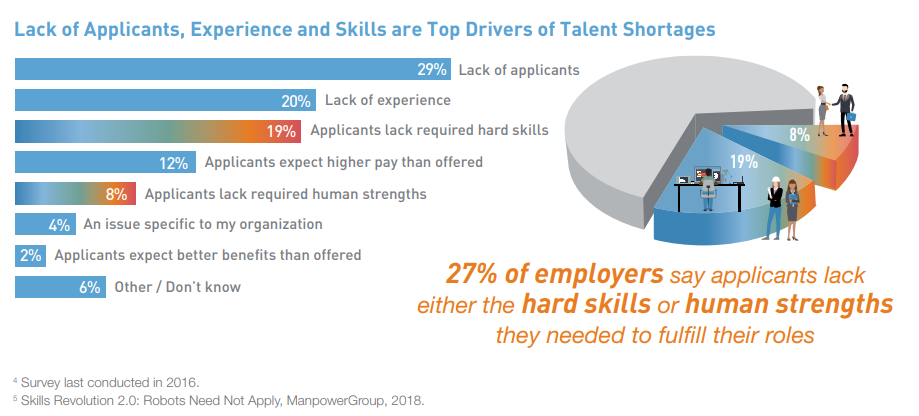 Lack of Applicants, Experience and Skills are Top Drivers of Talent Shortages
29% Lack of applicants
20% Lack of experience
19% Applicants lack required hard skills
12% Applicants expect higher pay than offered
8% Applicants lack required human strengths
4% An issue specific to my organization
2% Applicants expect better benefits than offered
6% Other / Don't know
8%
19%
27% of employers say applicants lack
either the hard skills or human strengths
they needed to fulfill their roles
4 Survey last conducted in 2016.
5 Skills Revolution 2.0: Robots Need Not Apply, ManpowerGroup, 2018.